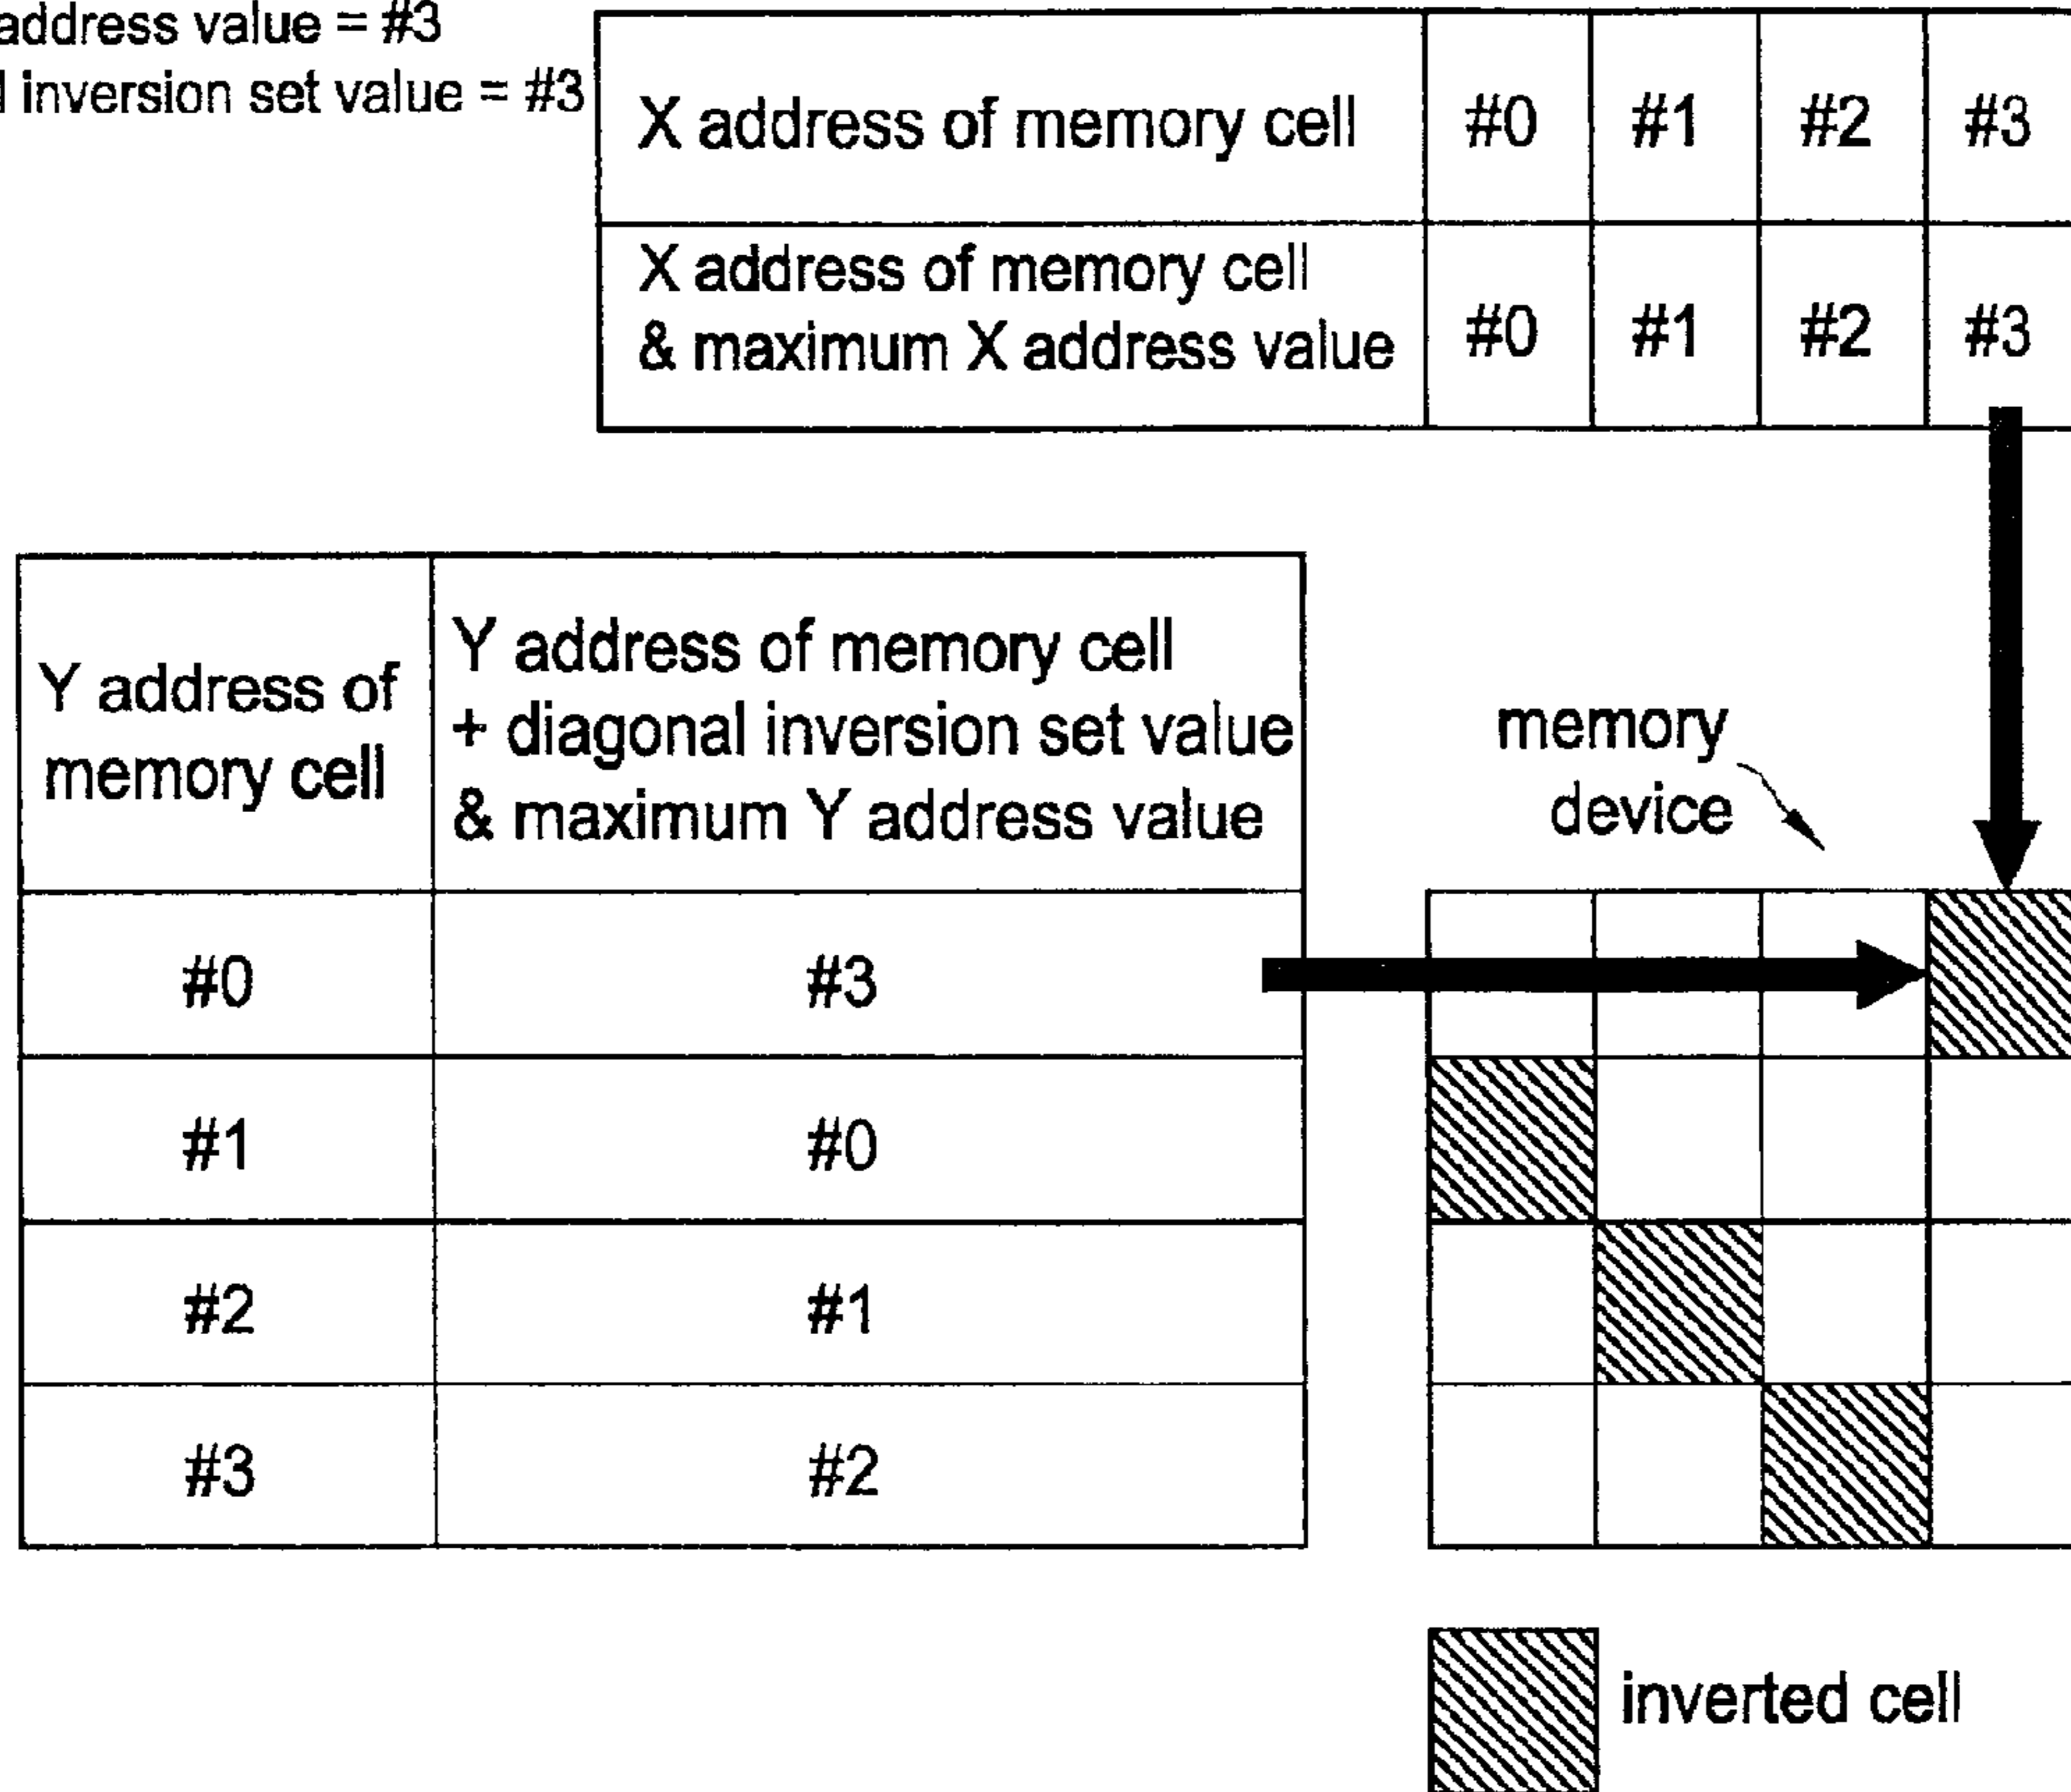 address value = #3
inversion set value = #3
X address of memory cell #0 #1 #2 #3
X address of memory cell
& maximum X address value #0 #1 #2 #3
Y address of
memory cell
Y address of memory cell
+ diagonal inversion set value
& maximum Y address value
memory
device
#0 #3
#1 #0
#2 #1
#3 #2
inverted cell